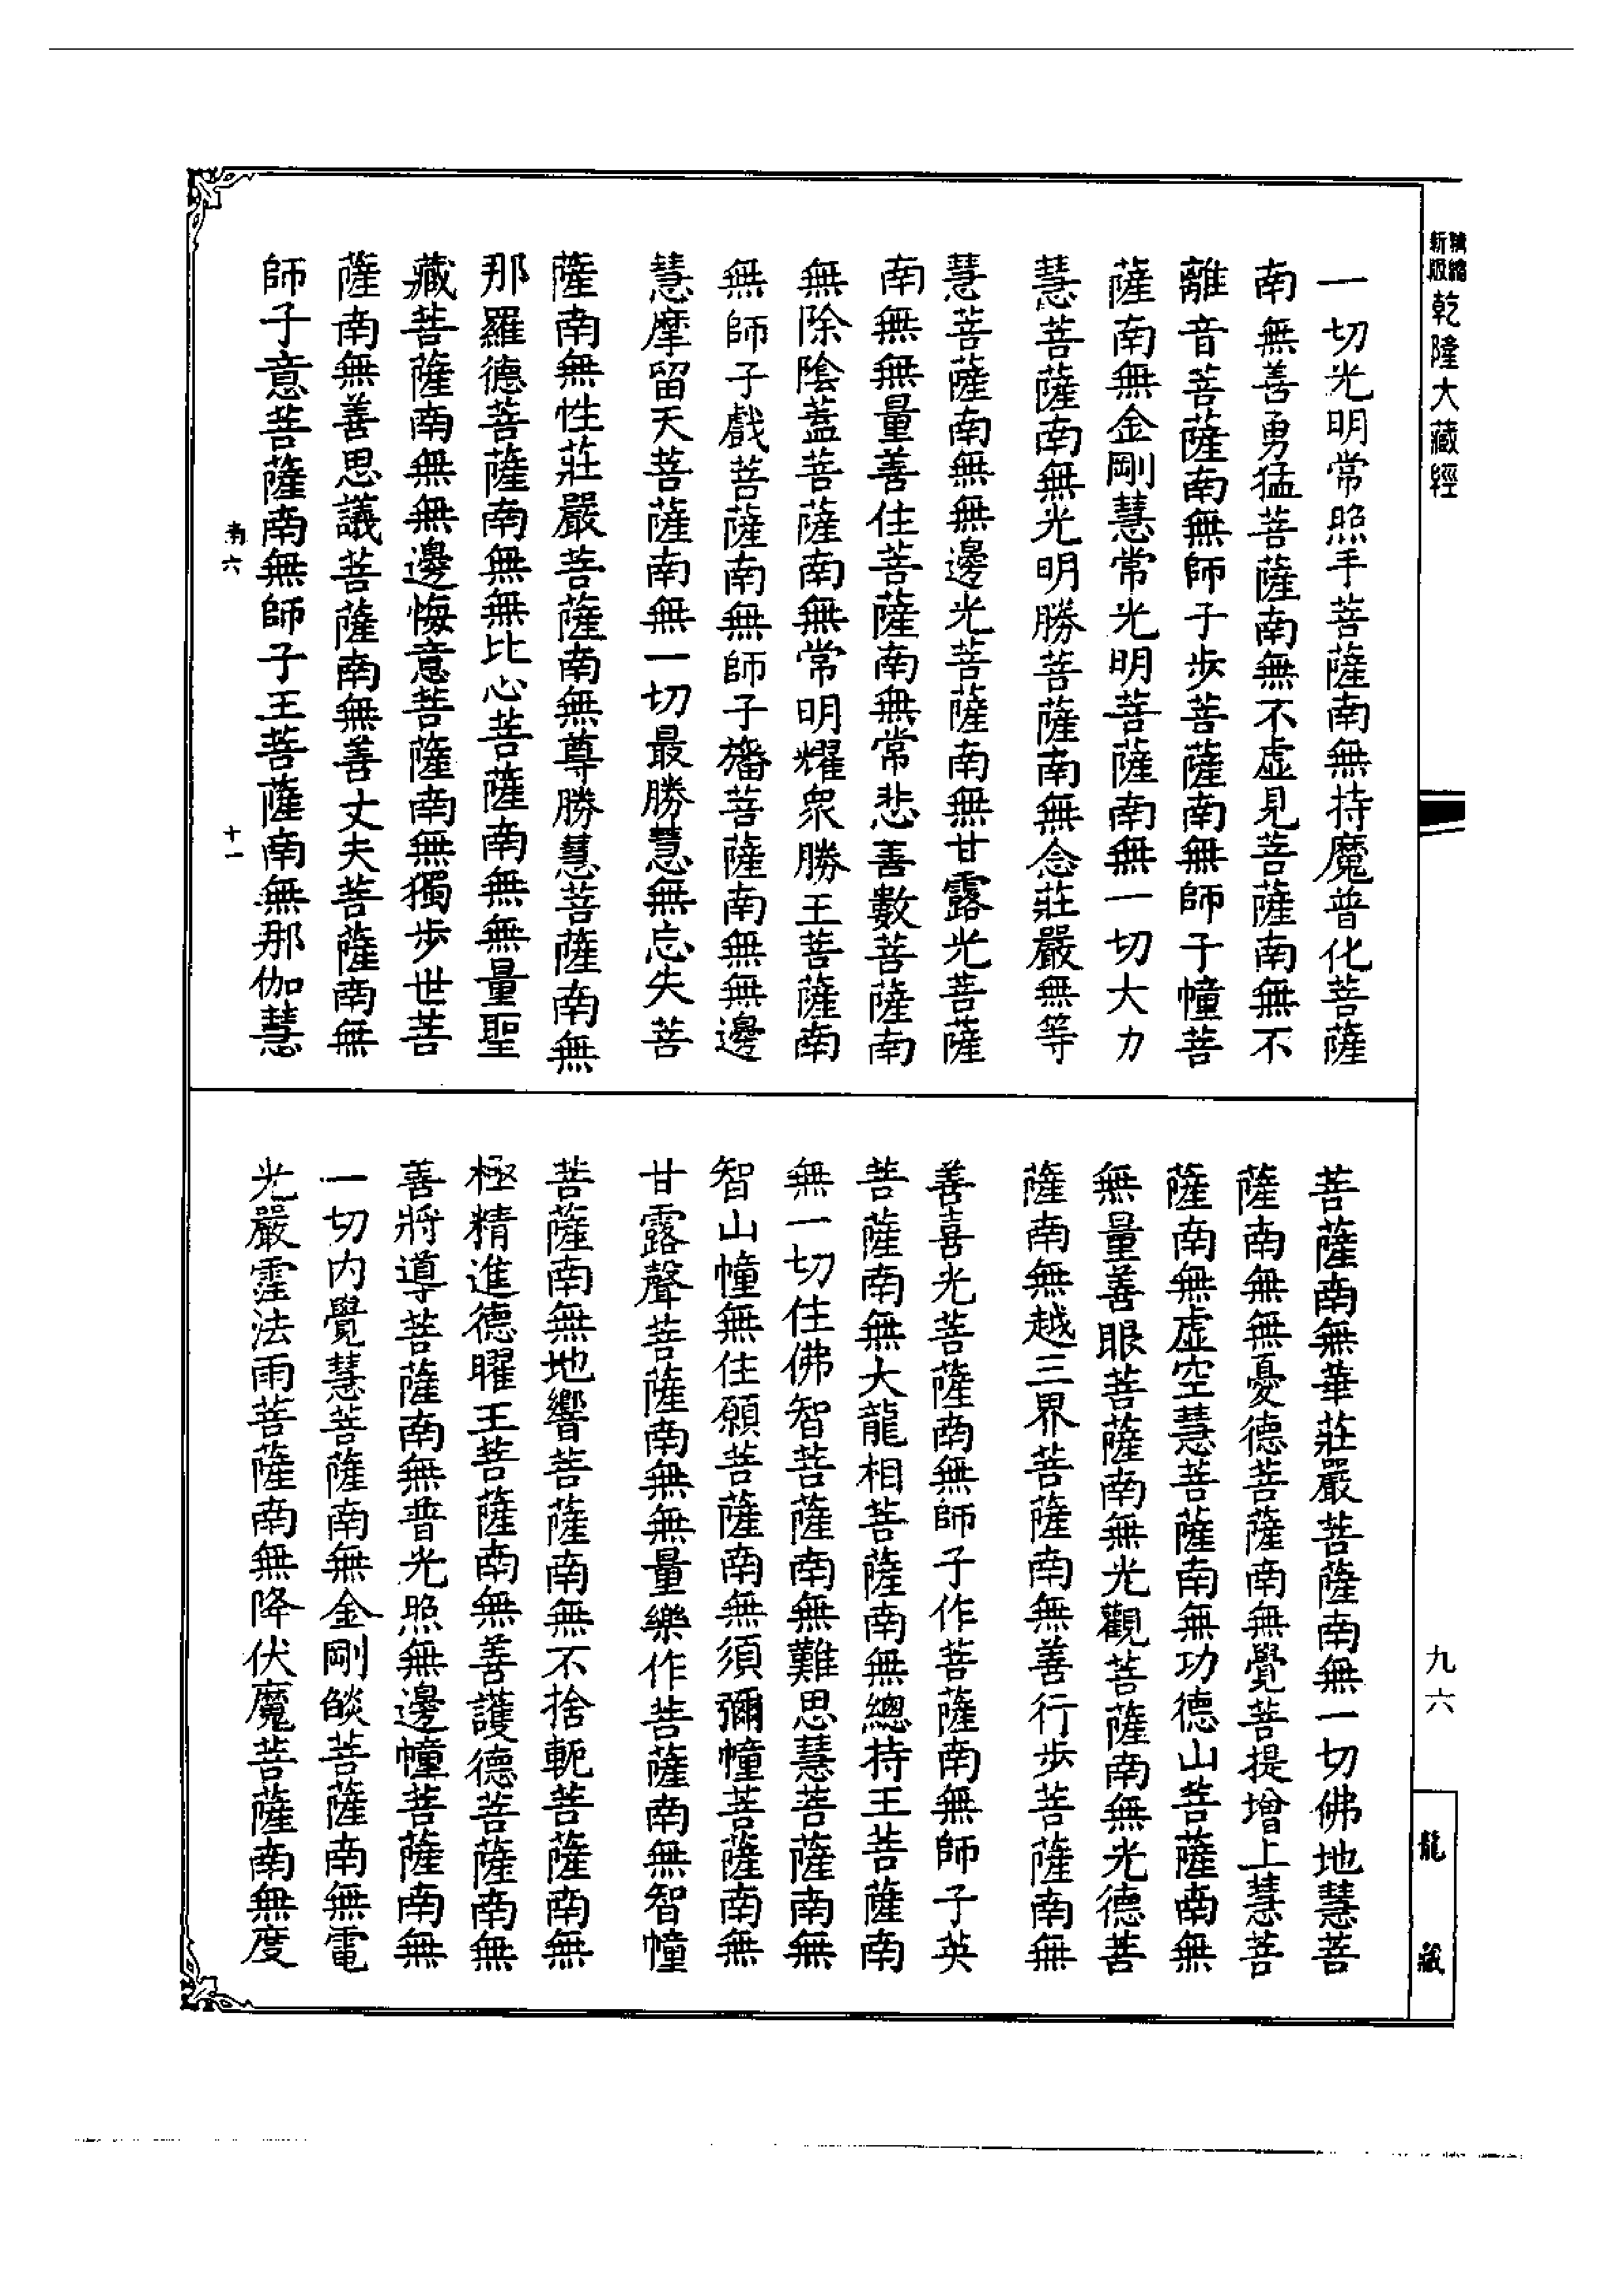 精縮新版乾隆大藏經
一切光明常照手菩薩南無持魔普化菩薩
南無善勇猛菩薩南無不虛見菩薩南無不
離音菩薩南無師子步菩薩南無師子幢菩
薩南無金剛慧常光明菩薩南無一切大力
慧菩薩南無光明勝菩薩南無念莊嚴無等
慧菩薩南無無邊光菩薩南無甘露光菩薩
南無無量善住菩薩南無常悲善數菩薩南
無除陰蓋菩薩南無常明耀衆勝王菩薩南
無師子戲菩薩南無師子旛菩薩南無無邊
慧摩留天菩薩南無一切最勝慧無忘失菩
薩南無性莊嚴菩薩南無尊勝慧菩薩南無
那羅德菩薩南無無比心菩薩南無無量聖
藏菩薩南無無邊悔意菩薩南無獨步世菩
薩南無善思議菩薩南無善丈夫菩薩南無
師子意菩薩南無師子王菩薩南無那伽慧
六
十一
菩薩南無華莊嚴菩薩南無一切佛地慧菩
薩南無無憂德菩薩南無覺菩提增上慧菩
薩南無虛空慧菩薩南無功德山菩薩南無
無量善眼菩薩南無光觀菩薩南無光德菩
薩南無越三界菩薩南無善行步菩薩南無
善喜光菩薩南無師子作菩薩南無師子英
菩薩南無大龍相菩薩南無總持王菩薩南
無一切住佛智菩薩南無難思慧菩薩南無
智山幢無住願菩薩南無須彌幢菩薩南無
甘露聲菩薩南無無量樂作菩薩南無智幢
菩薩南無地響菩薩南無不捨軛菩薩南無
極精進德曜王菩薩南無善護德菩薩南無
善將導菩薩南無普光照無邊幢菩薩南無
一切內覺慧菩薩南無金剛燄菩薩南無電
光嚴霔法雨菩薩南無降伏魔菩薩南無度
九六
龍藏